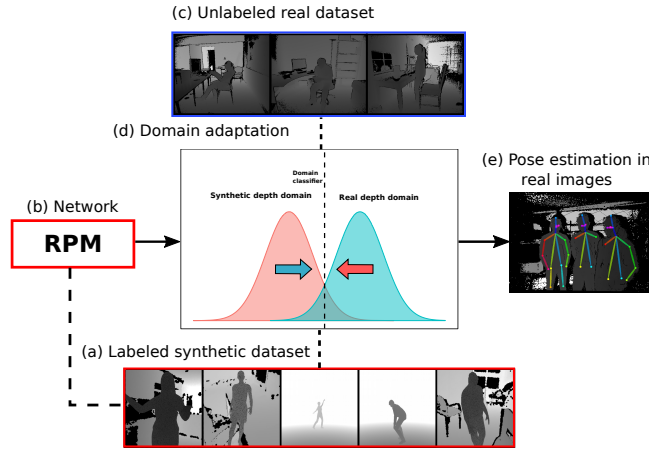 (c) Unlabeled real dataset
(d) Domain adaptation
Domain
classifier
Synthetic depth domain
Real depth domain
(e) Pose estimation in
real images
(b) Network
RPM
(a) Labeled synthetic dataset